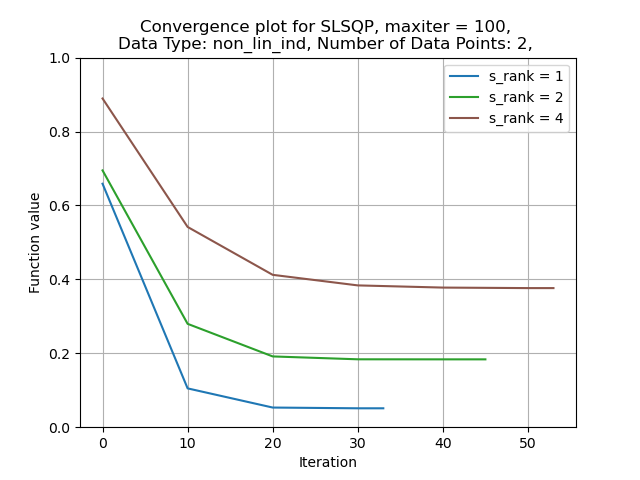 Convergence plot for SLSQP, maxiter = 100,
Data Type: non_lin_ind, Number of Data Points: 2,
s_rank = 1
s_rank = 2
s_rank = 4
Function value
1.0
0.8
0.6
0.4
0.2
0.0
0 10 20 30 40 50
Iteration